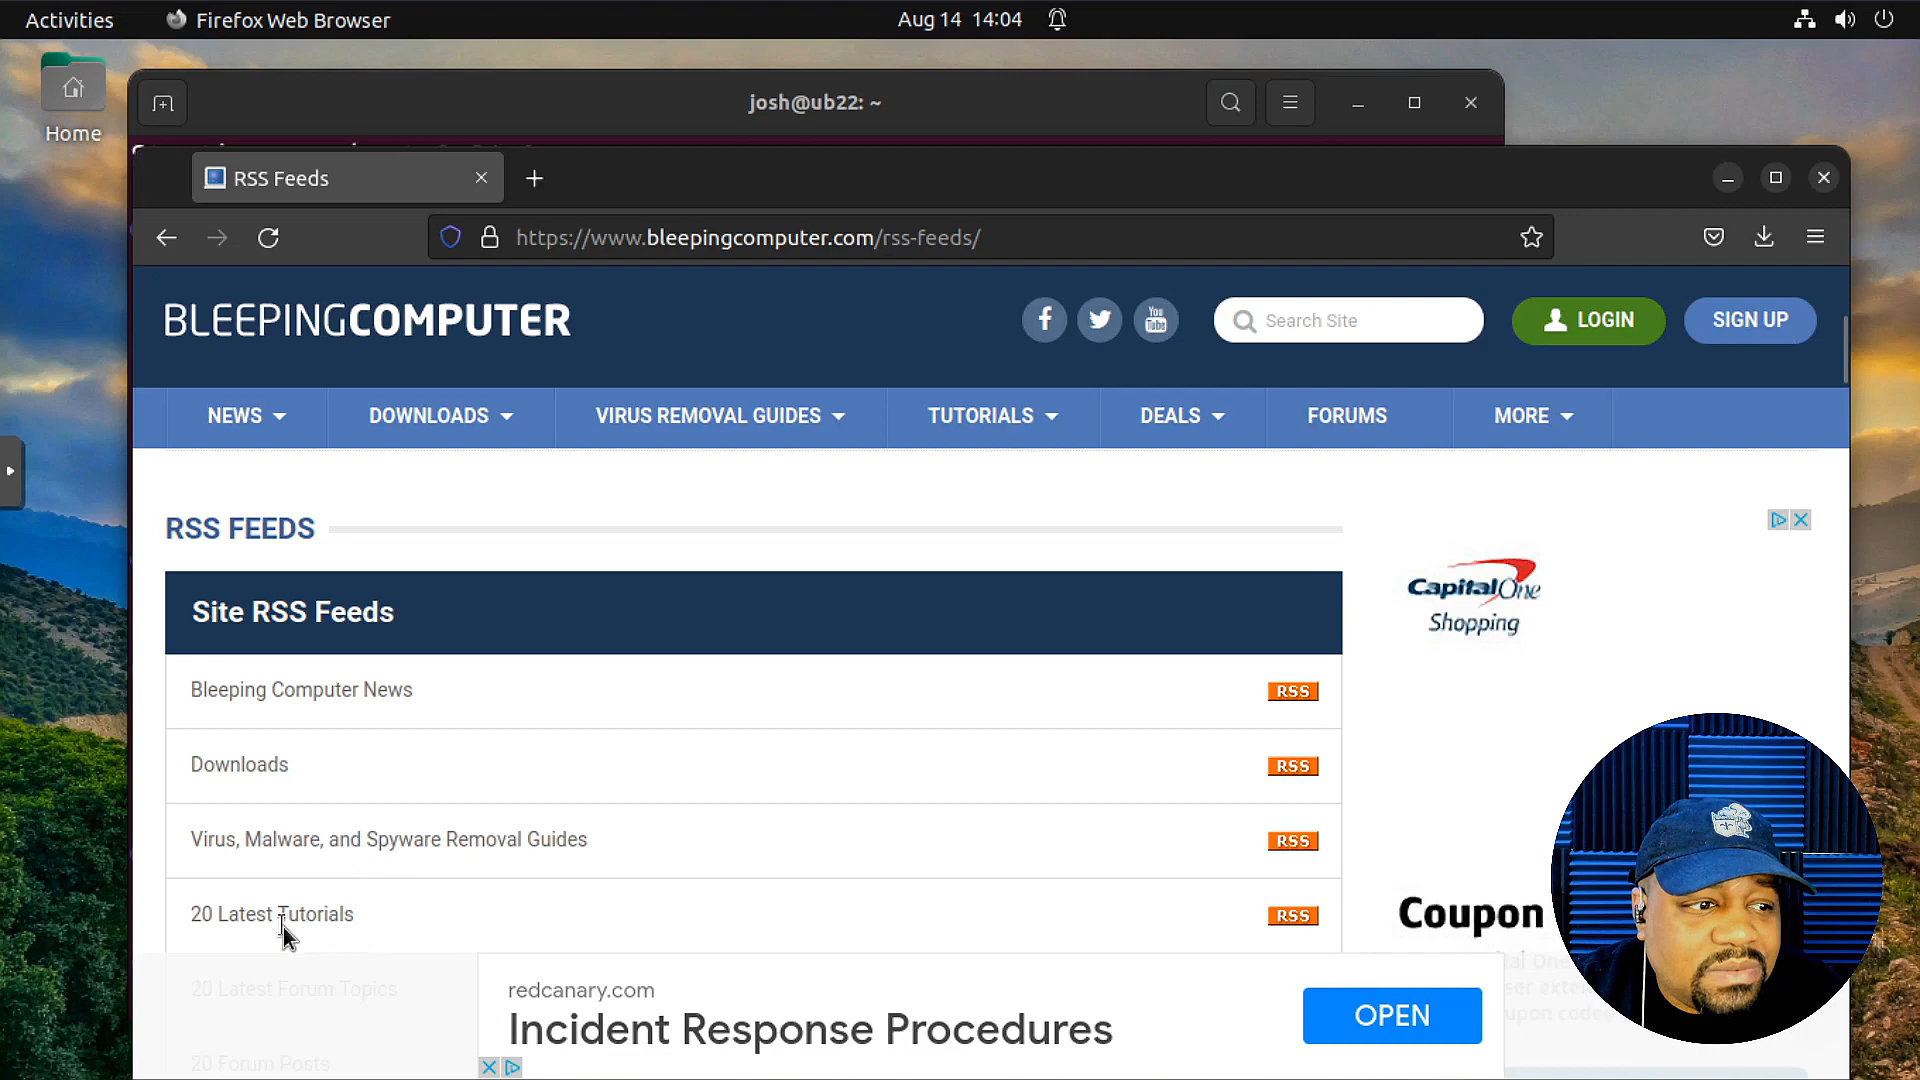 Activities
Firefox Web Browser
Aug 14 14:04
Home
josh@ub22: ~
RSS Feeds
https://www.bleepingcomputer.com/rss-feeds/
BLEEPINGCOMPUTER
You
Tube
Search Site
LOGIN
SIGN UP
NEWS
DOWNLOADS
VIRUS REMOVAL GUIDES
TUTORIALS
DEALS
FORUMS
MORE
RSS FEEDS
Site RSS Feeds
Bleeping Computer News
RSS
Downloads
RSS
Virus, Malware, and Spyware Removal Guides
RSS
20 Latest Tutorials
RSS
20 Latest Forum Topics
20 Forum Posts
CapitalOne
Shopping
Coupon
redcanary.com
Incident Response Procedures
OPEN